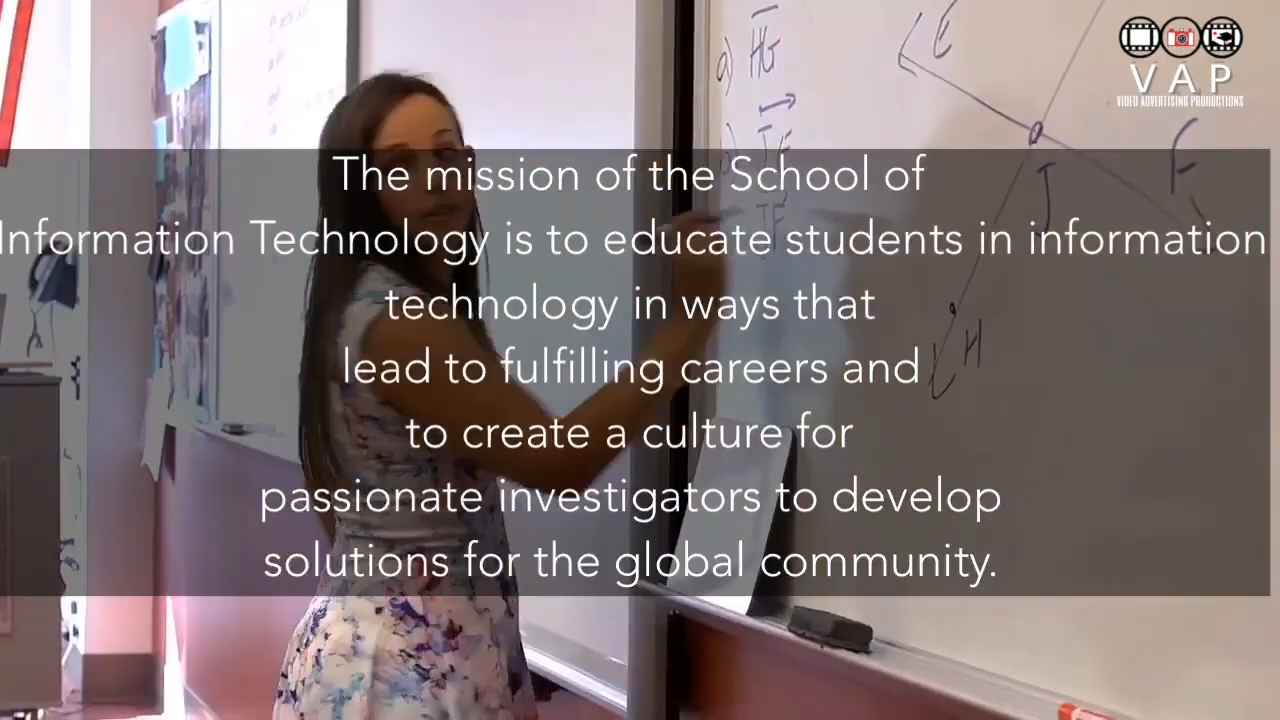 VAP
VIDEO ADVERTISING PRODUCTIONS
The mission of the School of
Information Technology is to educate students in information
technology in ways that
lead to fulfilling careers and
to create a culture for
passionate investigators to develop
solutions for the global community.
a) HG
E
F
J
H